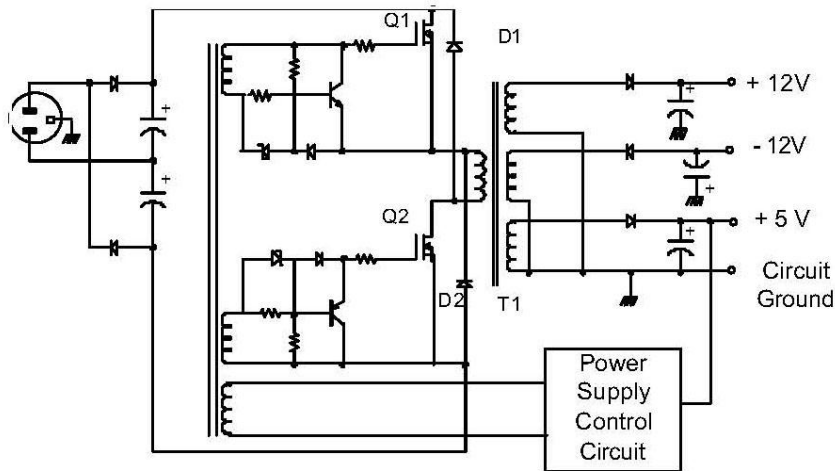 Q1
D1
+ 12V
+
+
- 12V
+
+
+ 5 V
Q2
+
Circuit
Ground
D2
T1
Power
Supply
Control
Circuit